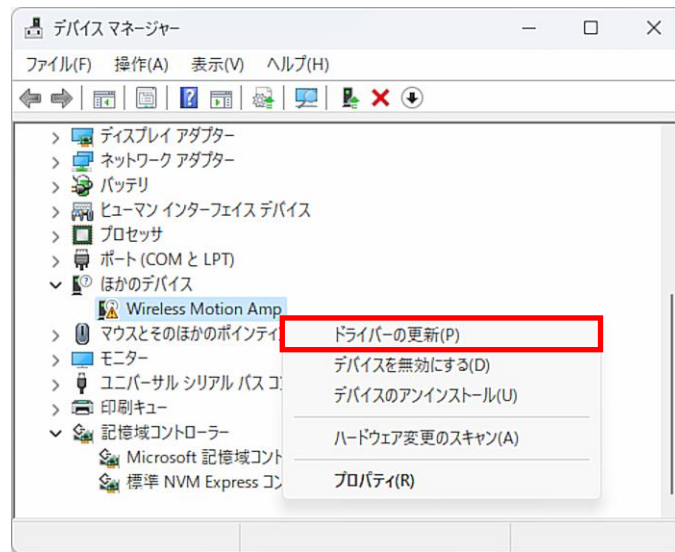 デバイス マネージャー
ファイル(F) 操作(A) 表示(V) ヘルプ(H)
ディスプレイ アダプター
ネットワーク アダプター
バッテリ
ヒューマン インターフェイス デバイス
プロセッサ
ポート (COM と LPT)
ほかのデバイス
Wireless Motion Amp
マウスとそのほかのポインティ
モニター
ユニバーサル シリアル バス コ
印刷キュー
記憶域コントローラー
Microsoft 記憶域コント
標準 NVM Express コン
ドライバーの更新(P)
デバイスを無効にする(D)
デバイスのアンインストール(U)
ハードウェア変更のスキャン(A)
プロパティ(R)